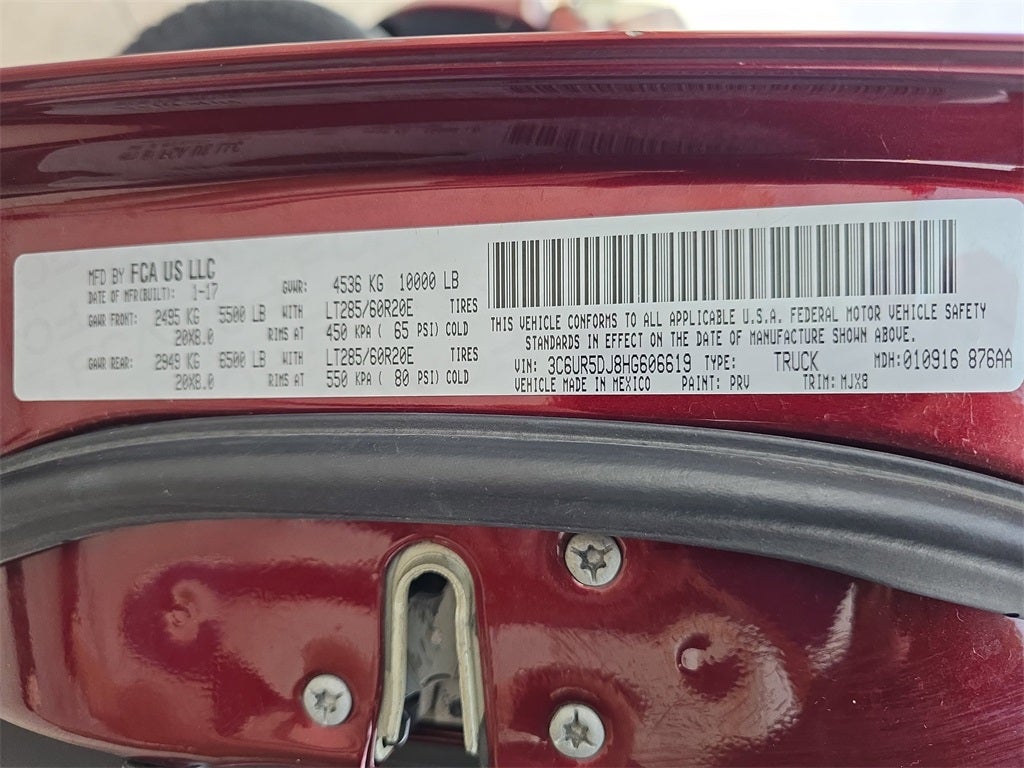 MFD BY FCA US LLC
DATE OF MFR(BUILT): 1-17
GVWR: 4536 KG 10000 LB
GAWR FRONT: 2495 KG 5500 LB WITH LT285/60R20E TIRES
20X8.0 RIMS AT 450 KPA ( 65 PSI) COLD
GAWR REAR: 2949 KG 6500 LB WITH LT285/60R20E TIRES
20X8.0 RIMS AT 550 KPA ( 80 PSI) COLD
THIS VEHICLE CONFORMS TO ALL APPLICABLE U.S.A. FEDERAL MOTOR VEHICLE SAFETY
STANDARDS IN EFFECT ON THE DATE OF MANUFACTURE SHOWN ABOVE.
VIN: 3C6UR5DJ8HG606619 TYPE: TRUCK MDH:010916 876AA
VEHICLE MADE IN MEXICO PAINT: PRV TRIM: MJX8